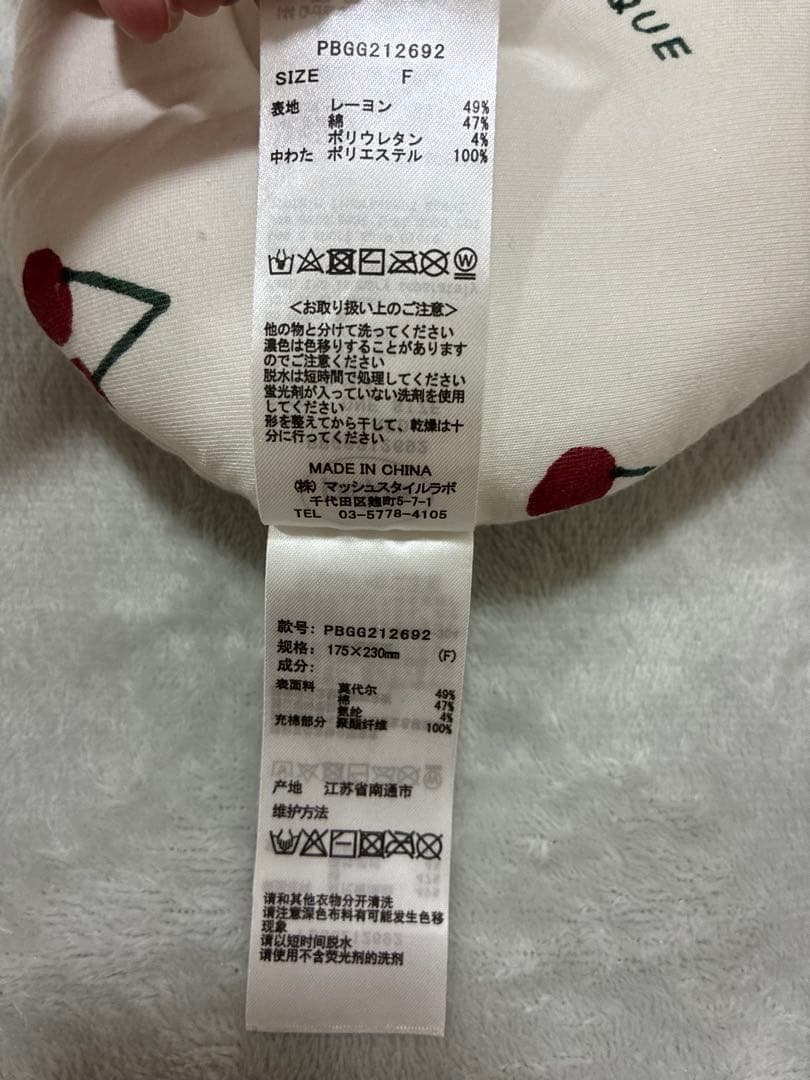 QUE
PBGG212692
SIZE F
表地 レーヨン 49%
綿 47%
ポリウレタン 4%
中わた ポリエステル 100%
W
<お取り扱い上のご注意>
他の物と分けて洗ってください
濃色は色移りすることがあります
のでご注意ください
脱水は短時間で処理してください
蛍光剤が入っていない洗剤を使用
してください
形を整えてから干して、乾燥は十
分に行ってください
MADE IN CHINA
(株) マッシュスタイルラボ
千代田区麹町5-7-1
TEL 03-5778-4105
款号: PBGG212692
规格: 175×230mm (F)
成分:
表面料 莫代尔 49%
棉 47%
氨纶 4%
充棉部分 聚酯纤维 100%
产地 江苏省南通市
维护方法
请和其他衣物分开清洗
请注意深色布料有可能发生色移
现象
请以短时间脱水
请使用不含荧光剂的洗剂